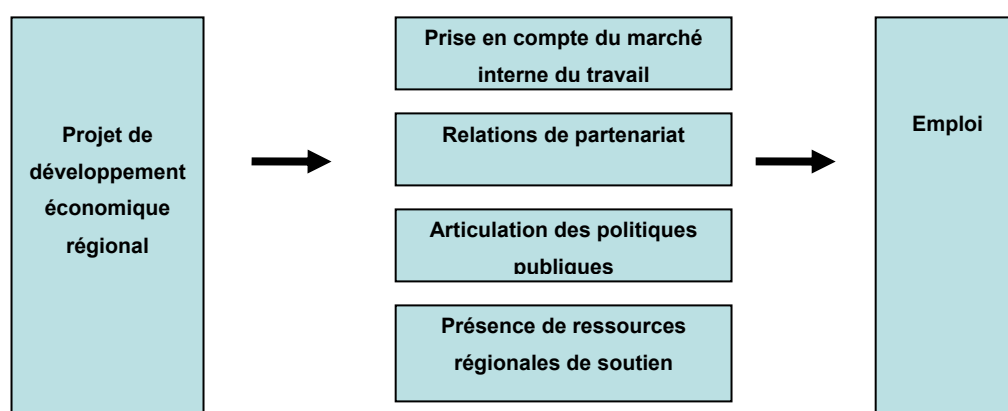 Projet de
développement
économique
régional
Prise en compte du marché
interne du travail
Relations de partenariat
Articulation des politiques
publiques
Présence de ressources
régionales de soutien
Emploi